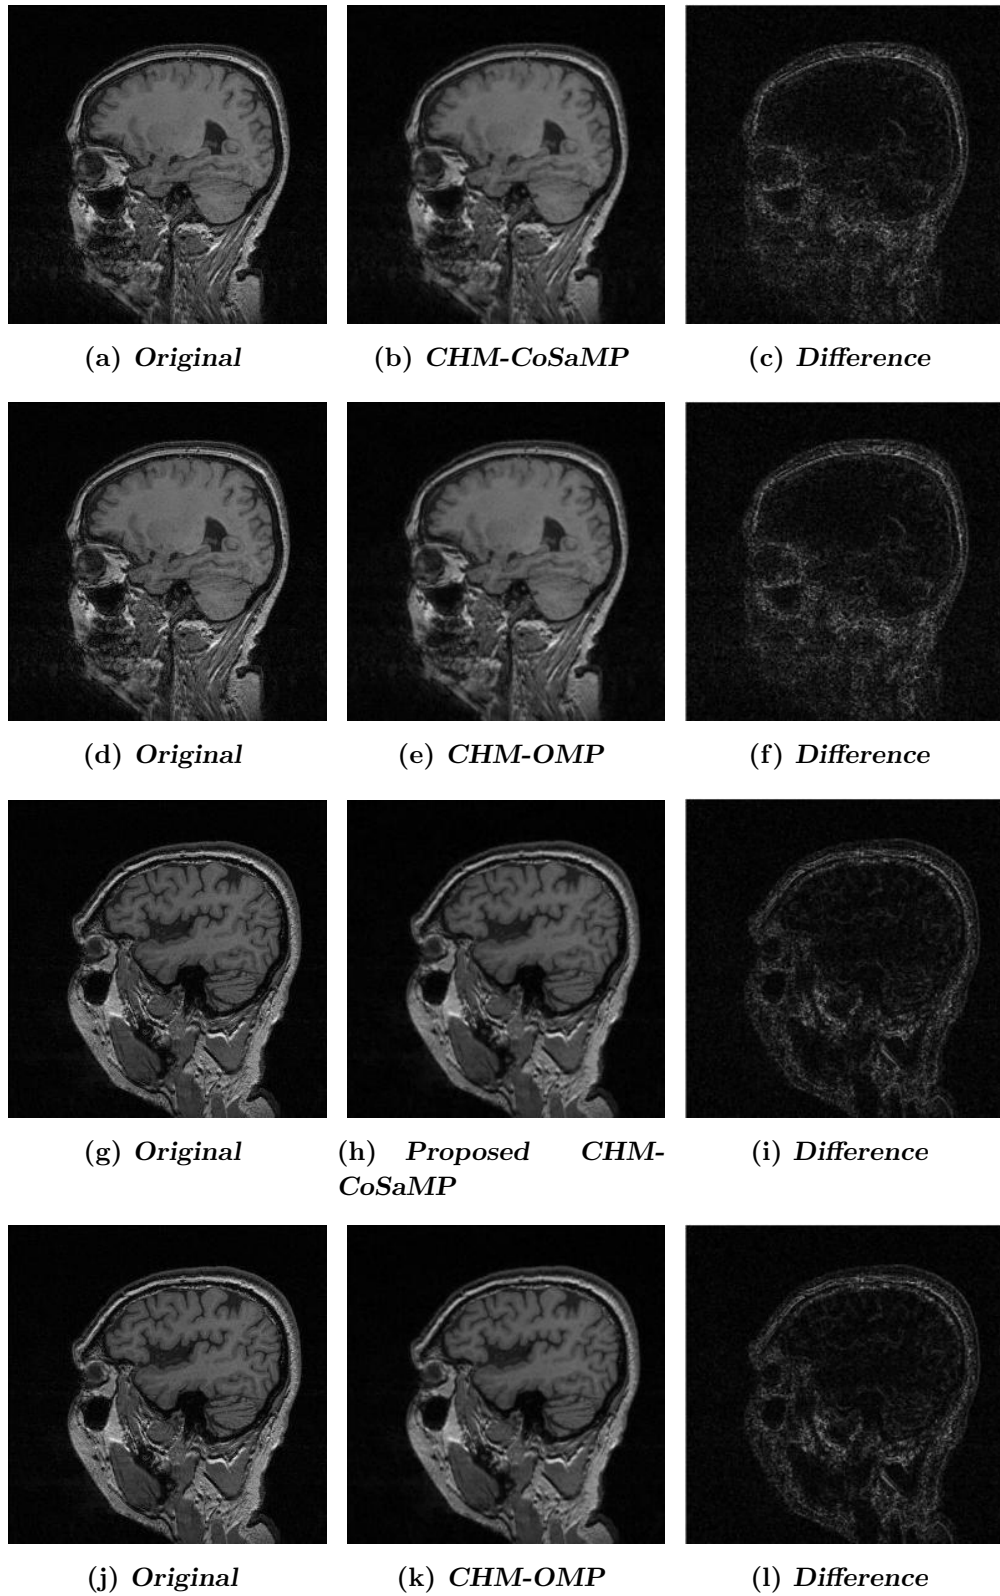 (a) Original
(b) CHM-CoSaMP
(c) Difference
(d) Original
(e) CHM-OMP
(f) Difference
(g) Original
(h) Proposed CHM-
CoSaMP
(i) Difference
(j) Original
(k) CHM-OMP
(l) Difference